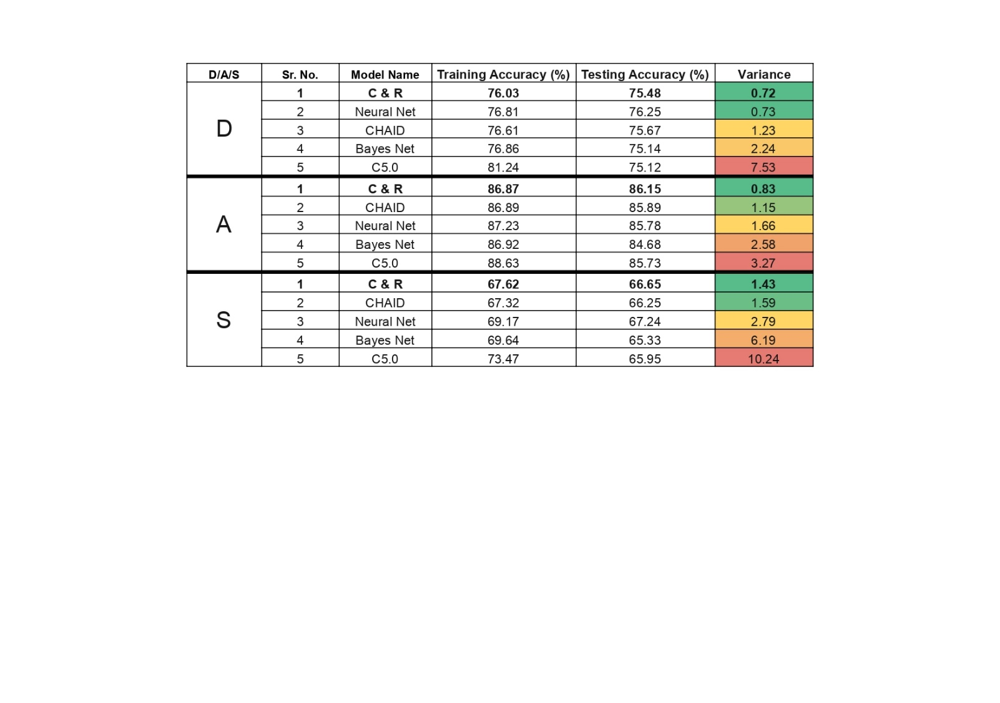 D/A/S Sr. No. Model Name Training Accuracy (%) Testing Accuracy (%) Variance
D
1 C & R 76.03 75.48 0.72
2 Neural Net 76.81 76.25 0.73
3 CHAID 76.61 75.67 1.23
4 Bayes Net 76.86 75.14 2.24
5 C5.0 81.24 75.12 7.53
A
1 C & R 86.87 86.15 0.83
2 CHAID 86.89 85.89 1.15
3 Neural Net 87.23 85.78 1.66
4 Bayes Net 86.92 84.68 2.58
5 C5.0 88.63 85.73 3.27
S
1 C & R 67.62 66.65 1.43
2 CHAID 67.32 66.25 1.59
3 Neural Net 69.17 67.24 2.79
4 Bayes Net 69.64 65.33 6.19
5 C5.0 73.47 65.95 10.24